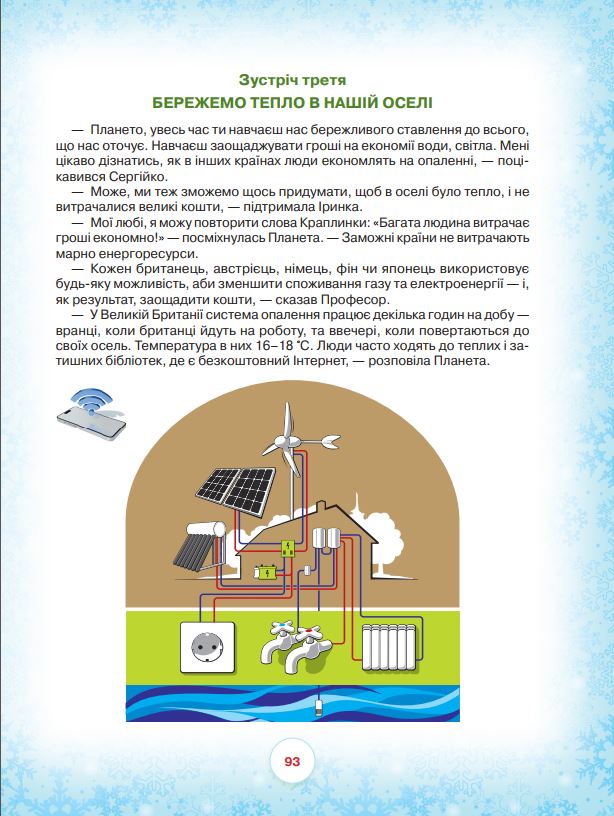 Зустріч третя
БЕРЕЖЕМО ТЕПЛО В НАШІЙ ОСЕЛІ
— Плането, увесь час ти навчаєш нас бережливого ставлення до всього,
що нас оточує. Навчаєш заощаджувати гроші на економії води, світла. Мені
цікаво дізнатись, як в інших країнах люди економлять на опаленні, — поці-
кавився Сергійко.
— Може, ми теж зможемо щось придумати, щоб в оселі було тепло, і не
витрачалися великі кошти, — підтримала Іринка.
— Мої любі, я можу повторити слова Краплинки: «Багата людина витрачає
гроші економно!» — посміхнулась Планета. — Заможні країни не витрачають
марно енергоресурси.
— Кожен британець, австрієць, німець, фін чи японець використовує
будь-яку можливість, аби зменшити споживання газу та електроенергії — і,
як результат, заощадити кошти, — сказав Професор.
— У Великій Британії система опалення працює декілька годин на добу —
вранці, коли британці йдуть на роботу, та ввечері, коли повертаються до
своїх осель. Температура в них 16–18 °С. Люди часто ходять до теплих і за-
тишних бібліотек, де є безкоштовний Інтернет, — розповіла Планета.
93